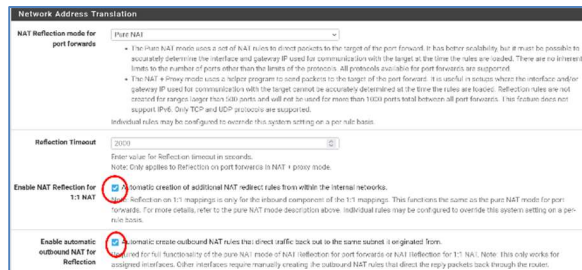 Network Address Translation
NAT Reflection mode for port forwards
Pure NAT
• The Pure NAT mode uses a set of NAT rules to direct packets to the target of the port forward. It has better scalability, but it must be possible to
accurately determine the interface and gateway IP used for communication with the target at the time the rules are loaded. There are no inherent
limits to the number of ports other than the limits of the protocols. All protocols available for port forwards are supported.
• The NAT + Proxy mode uses a helper program to send packets to the target of the port forward. It is useful in setups where the interface and/or
gateway IP used for communication with the target cannot be accurately determined at the time the rules are loaded. Reflection rules are not
created for ranges larger than 500 ports and will not be used for more than 1000 ports total between all port forwards. This feature does not
support IPv6. Only TCP and UDP protocols are supported.
Individual rules may be configured to override this system setting on a per rule basis.
Reflection Timeout
2000
Enter value for Reflection timeout in seconds.
Note: Only applies to Reflection on port forwards in NAT + proxy mode.
Enable NAT Reflection for 1:1 NAT
Automatic creation of additional NAT redirect rules from within the internal networks.
Note: Reflection on 1:1 mappings is only for the inbound component of the 1:1 mappings. This functions the same as the pure NAT mode for port
forwards. For more details, refer to the pure NAT mode description above. Individual rules may be configured to override this system setting on a per-
rule basis.
Enable automatic outbound NAT for Reflection
Automatic create outbound NAT rules that direct traffic back out to the same subnet it originated from.
Required for full functionality of the pure NAT mode of NAT Reflection for port forwards or NAT Reflection for 1:1 NAT. Note: This only works for
assigned interfaces. Other interfaces require manually creating the outbound NAT rules that direct the reply packets back through the router.